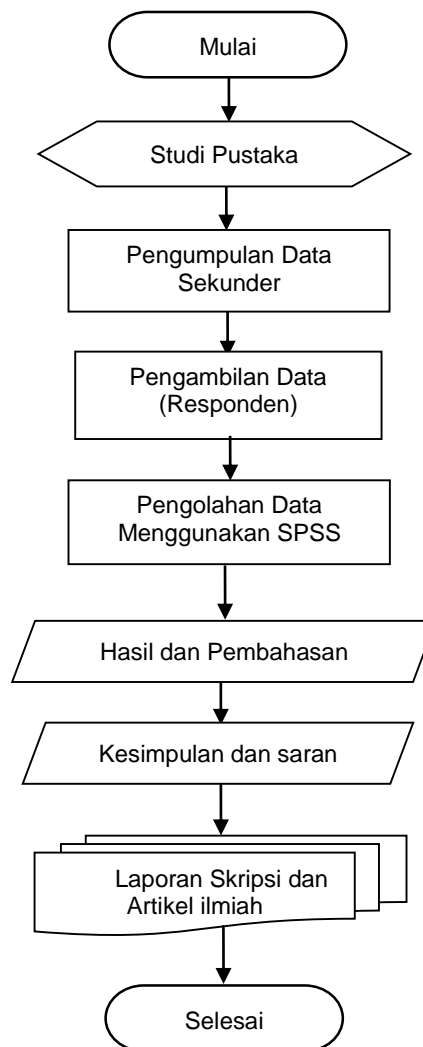 Mulai
Studi Pustaka
Pengumpulan Data
Sekunder
Pengambilan Data
(Responden)
Pengolahan Data
Menggunakan SPSS
Hasil dan Pembahasan
Kesimpulan dan saran
Laporan Skripsi dan
Artikel ilmiah
Selesai